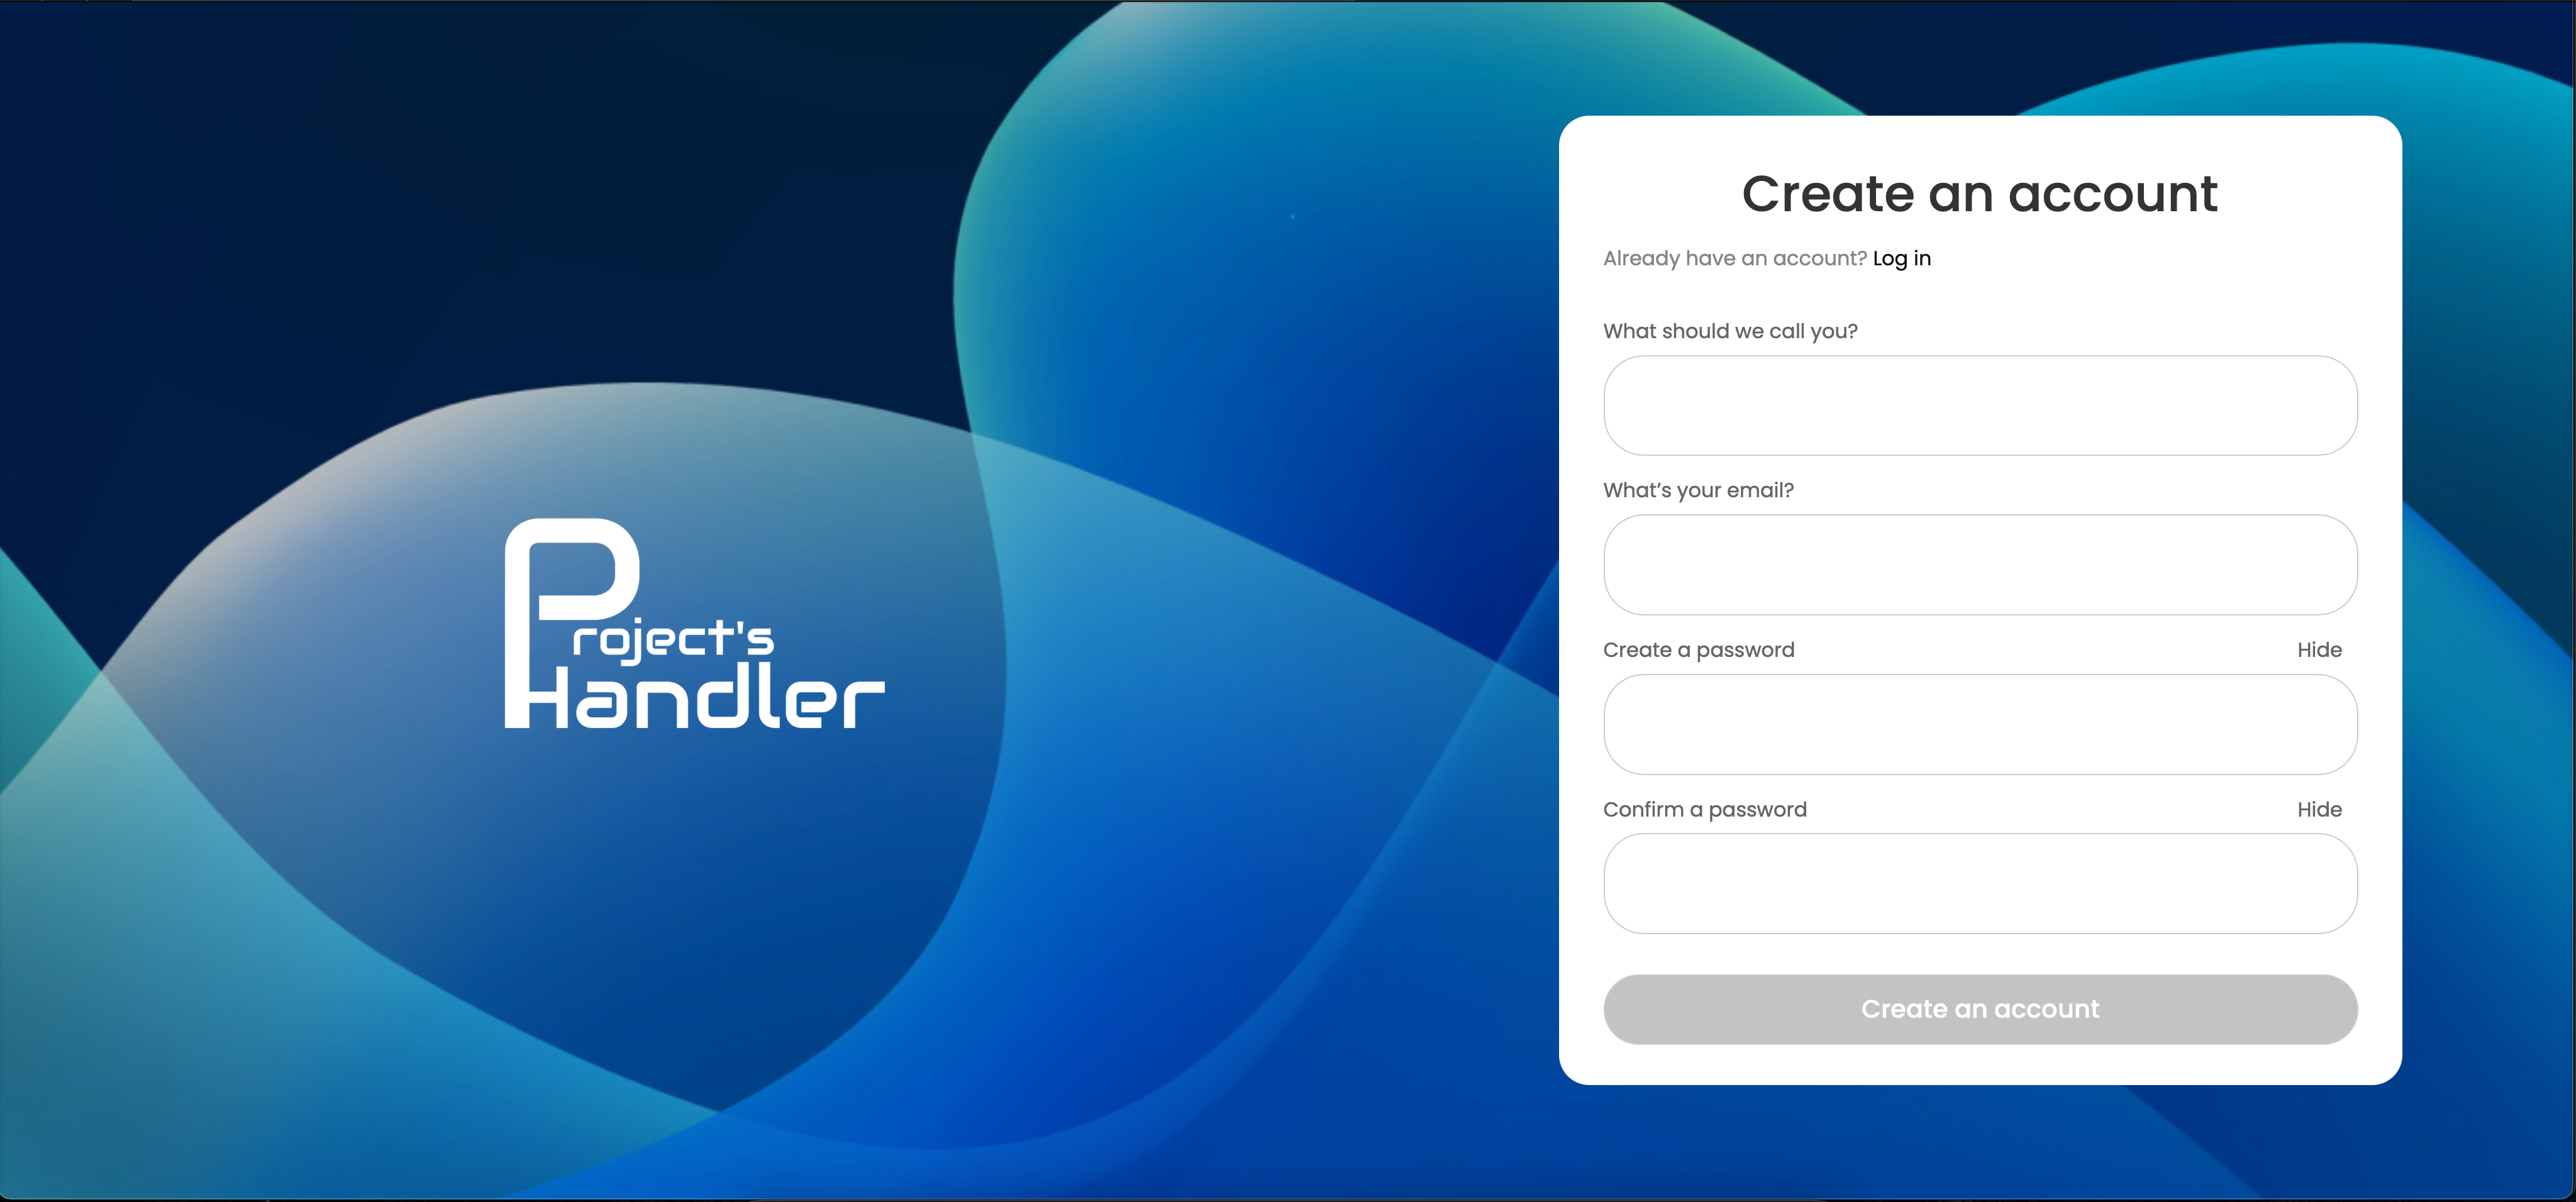 Project's
Handler
Create an account
Already have an account? Log in
What should we call you?
What’s your email?
Create a password Hide
Confirm a password Hide
Create an account